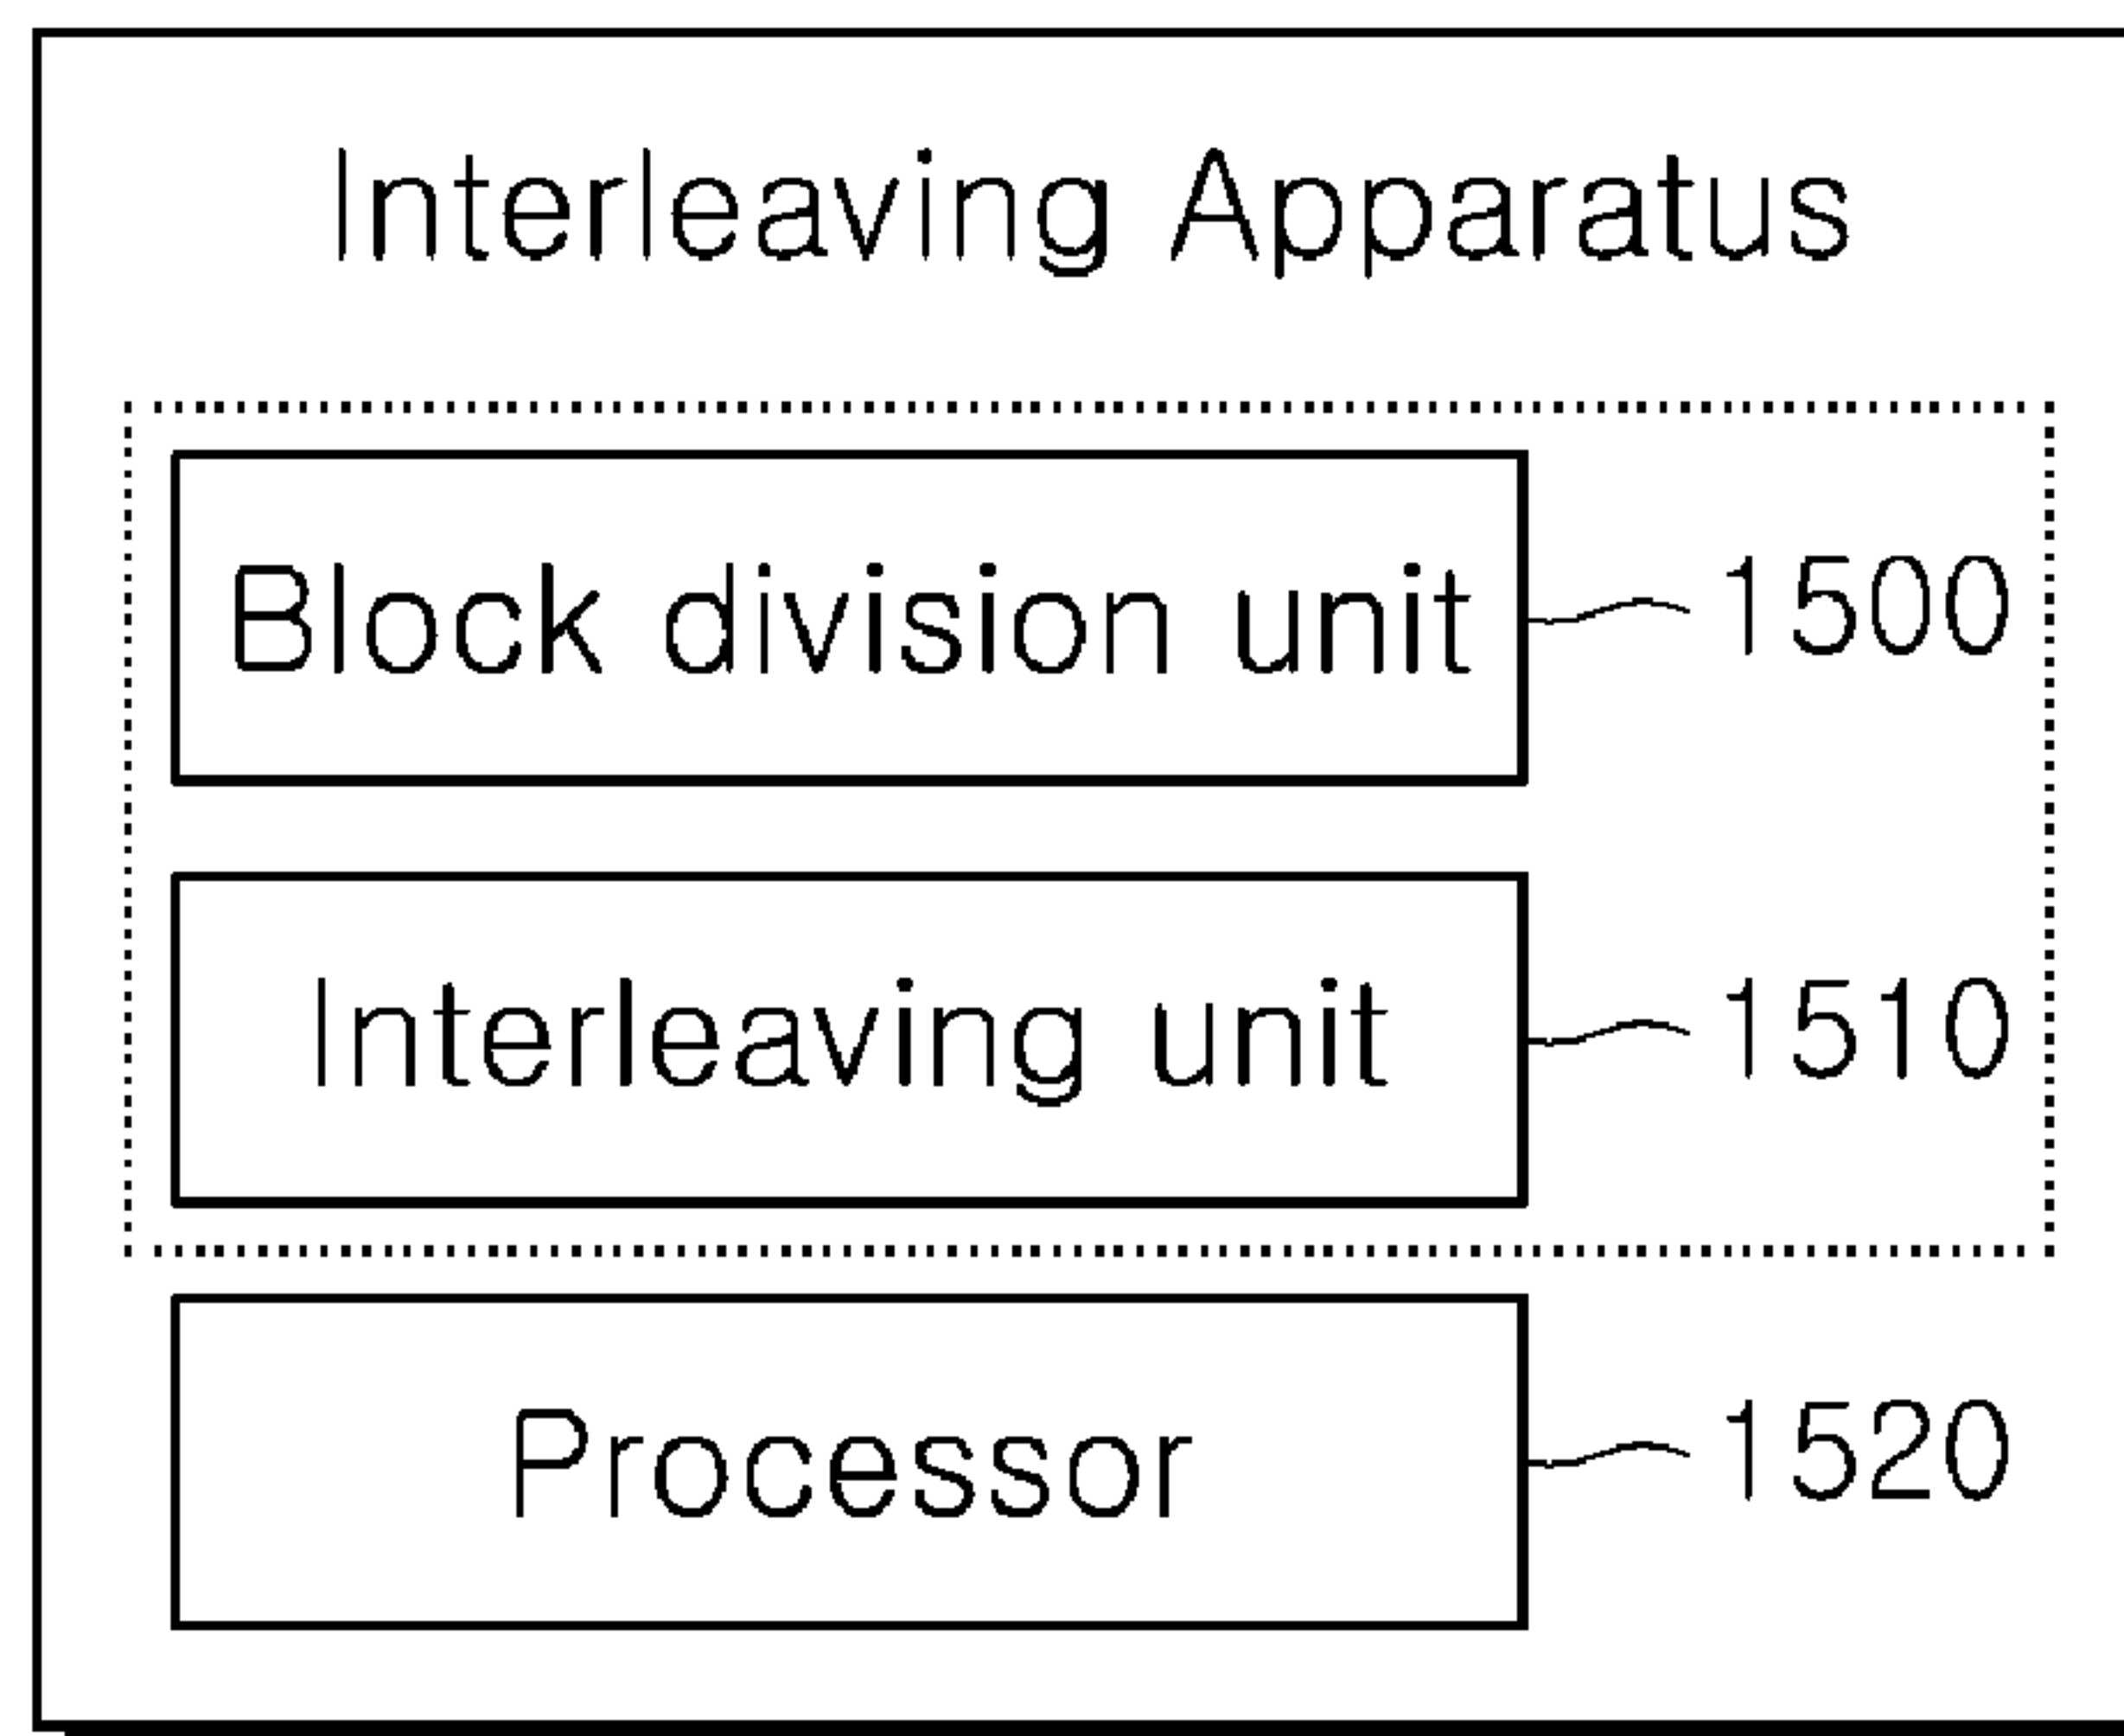 Interleaving Apparatus
Block division unit 1500
Interleaving unit 1510
Processor 1520